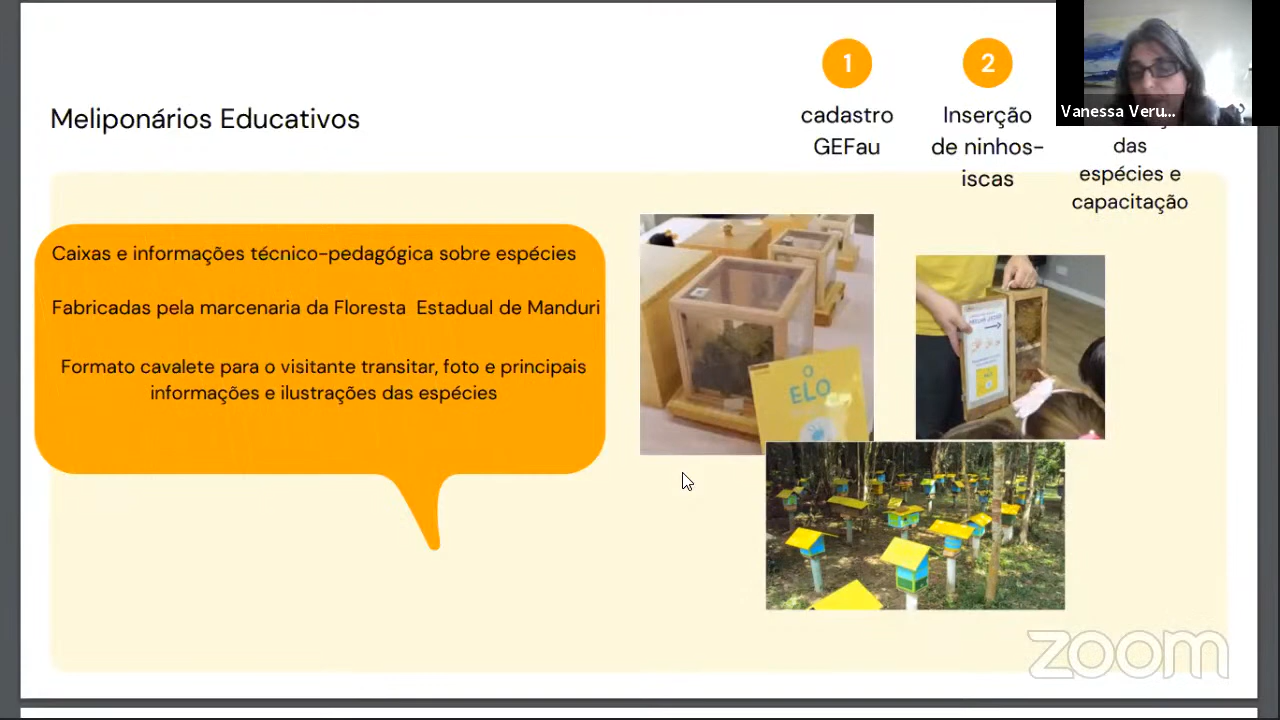 Meliponários Educativos
1
cadastro
GEFau
2
Inserção
de ninhos-
iscas
das
espécies e
capacitação
Vanessa Veru...
Caixas e informações técnico-pedagógica sobre espécies
Fabricadas pela marcenaria da Floresta Estadual de Manduri
Formato cavalete para o visitante transitar, foto e principais
informações e ilustrações das espécies
O
ELO
zoom